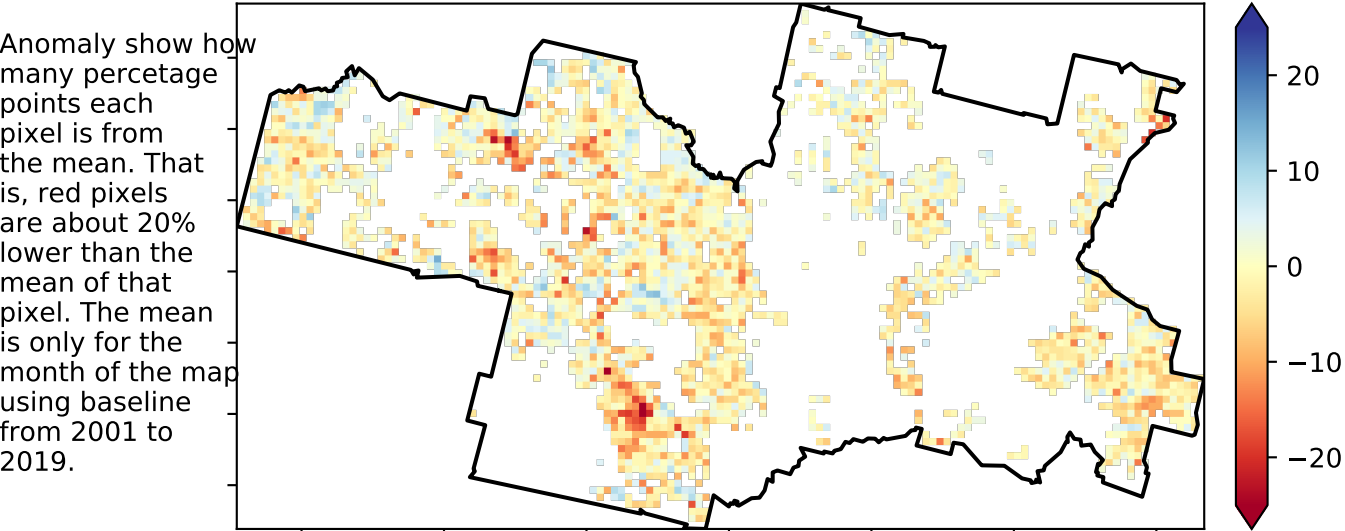 Anomaly show how
many percetage
points each
pixel is from
the mean. That
is, red pixels
are about 20%
lower than the
mean of that
pixel. The mean
is only for the
month of the map
using baseline
from 2001 to
2019.
20
10
0
−10
−20